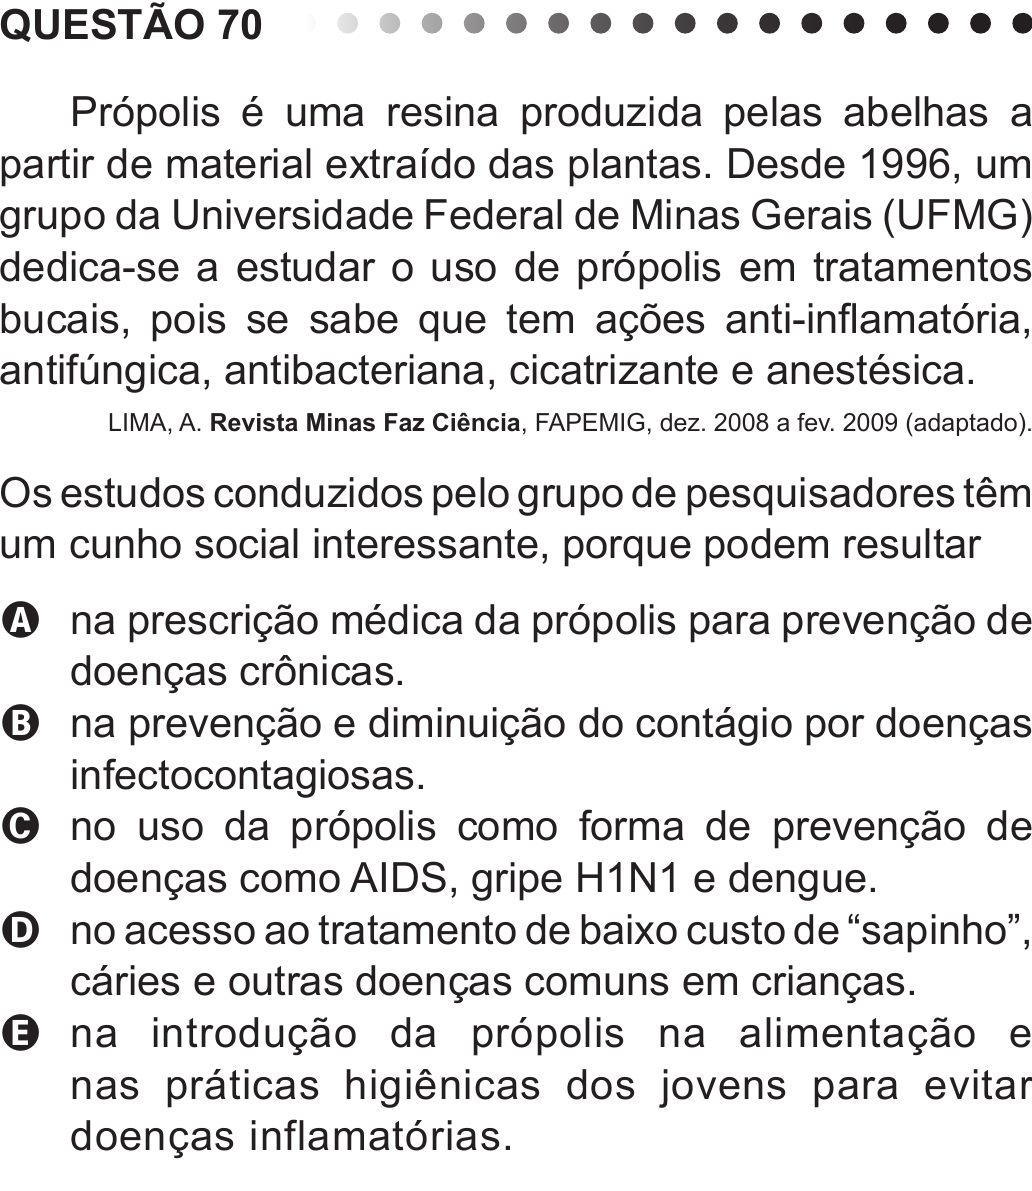 QUESTÃO 70
Própolis é uma resina produzida pelas abelhas a
partir de material extraído das plantas. Desde 1996, um
grupo da Universidade Federal de Minas Gerais (UFMG)
dedica-se a estudar o uso de própolis em tratamentos
bucais, pois se sabe que tem ações anti-inflamatória,
antifúngica, antibacteriana, cicatrizante e anestésica.
LIMA, A. Revista Minas Faz Ciência, FAPEMIG, dez. 2008 a fev. 2009 (adaptado).
Os estudos conduzidos pelo grupo de pesquisadores têm
um cunho social interessante, porque podem resultar
A na prescrição médica da própolis para prevenção de
doenças crônicas.
B na prevenção e diminuição do contágio por doenças
infectocontagiosas.
C no uso da própolis como forma de prevenção de
doenças como AIDS, gripe H1N1 e dengue.
D no acesso ao tratamento de baixo custo de “sapinho”,
cáries e outras doenças comuns em crianças.
E na introdução da própolis na alimentação e
nas práticas higiênicas dos jovens para evitar
doenças inflamatórias.